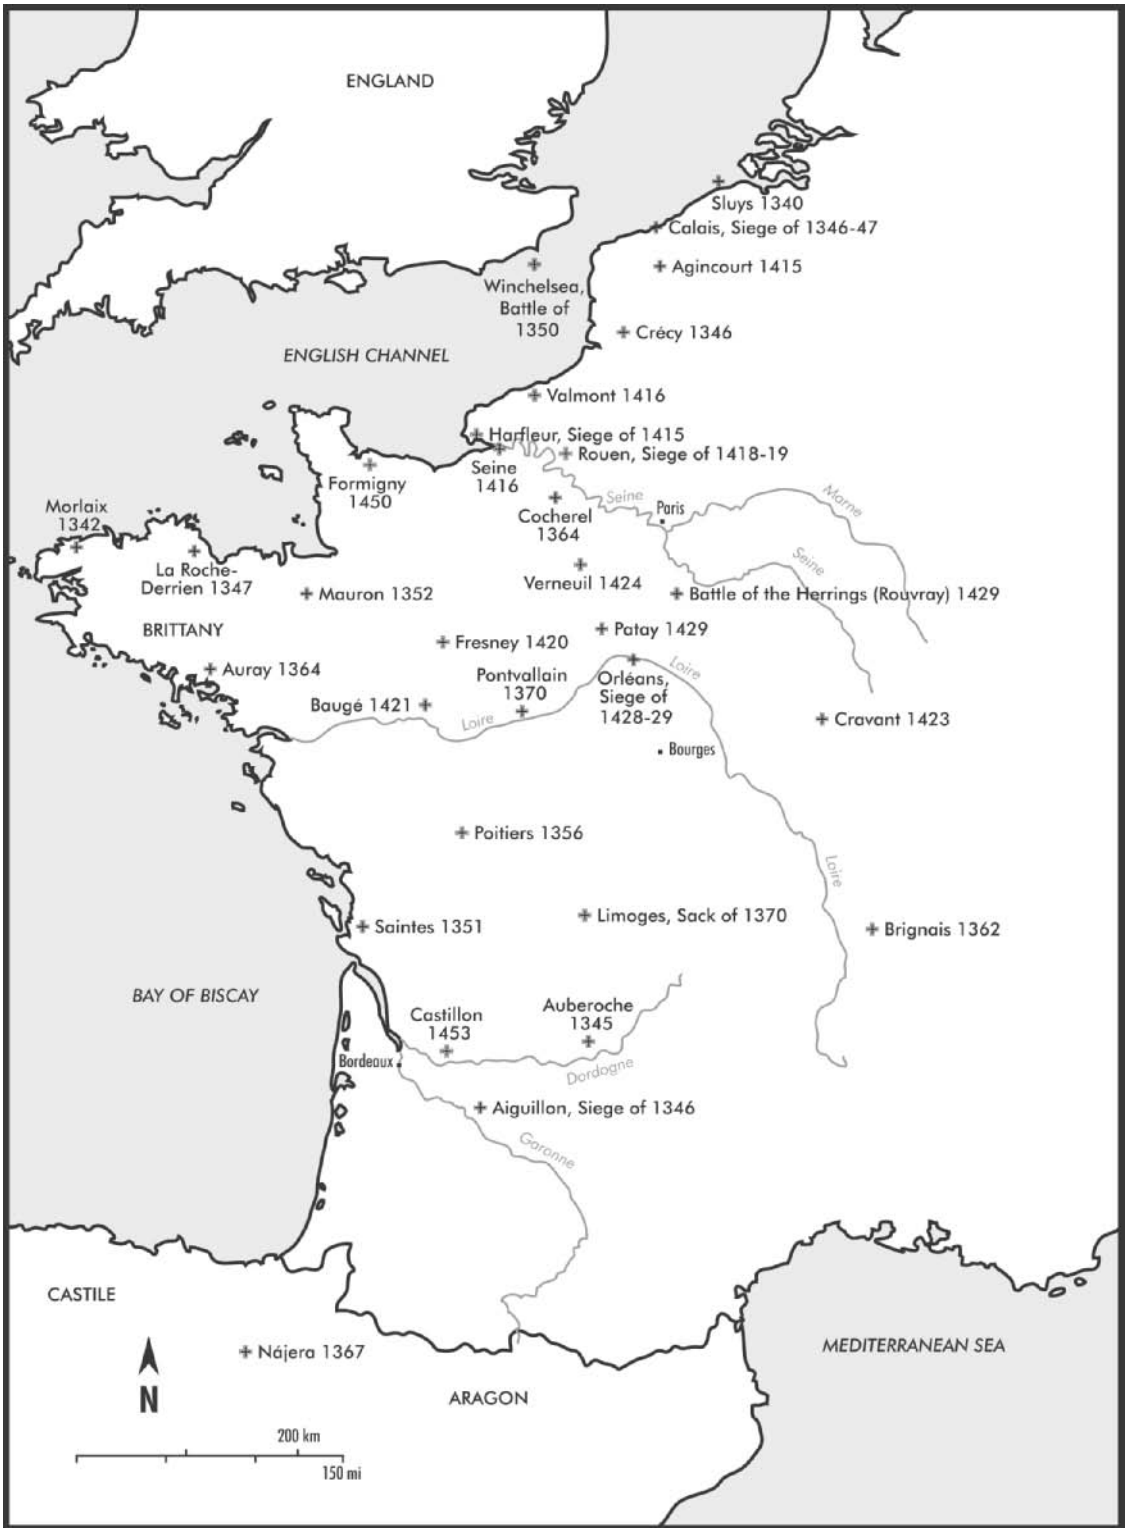 ENGLAND
Sluys 1340
Calais, Siege of 1346-47
Agincourt 1415
Winchelsea,
Battle of
1350
Crécy 1346
ENGLISH CHANNEL
Valmont 1416
Harfleur, Siege of 1415
Rouen, Siege of 1418-19
Seine
1416
Formigny
1450
Seine
Marne
Paris
Morlaix
1342
Cocherel
1364
Seine
La Roche-
Derrien 1347
Verneuil 1424
Mauron 1352
Battle of the Herrings (Rouvray) 1429
BRITTANY
Patay 1429
Fresney 1420
Auray 1364
Pontvallain
1370
Loire
Orléans,
Siege of
1428-29
Baugé 1421
Loire
Cravant 1423
Bourges
Poitiers 1356
Loire
Limoges, Sack of 1370
Saintes 1351
Brignais 1362
BAY OF BISCAY
Castillon
1453
Auberoche
1345
Bordeaux
Dordogne
Aiguillon, Siege of 1346
Garonne
CASTILE
MEDITERRANEAN SEA
Nájera 1367
N
ARAGON
200 km
150 mi